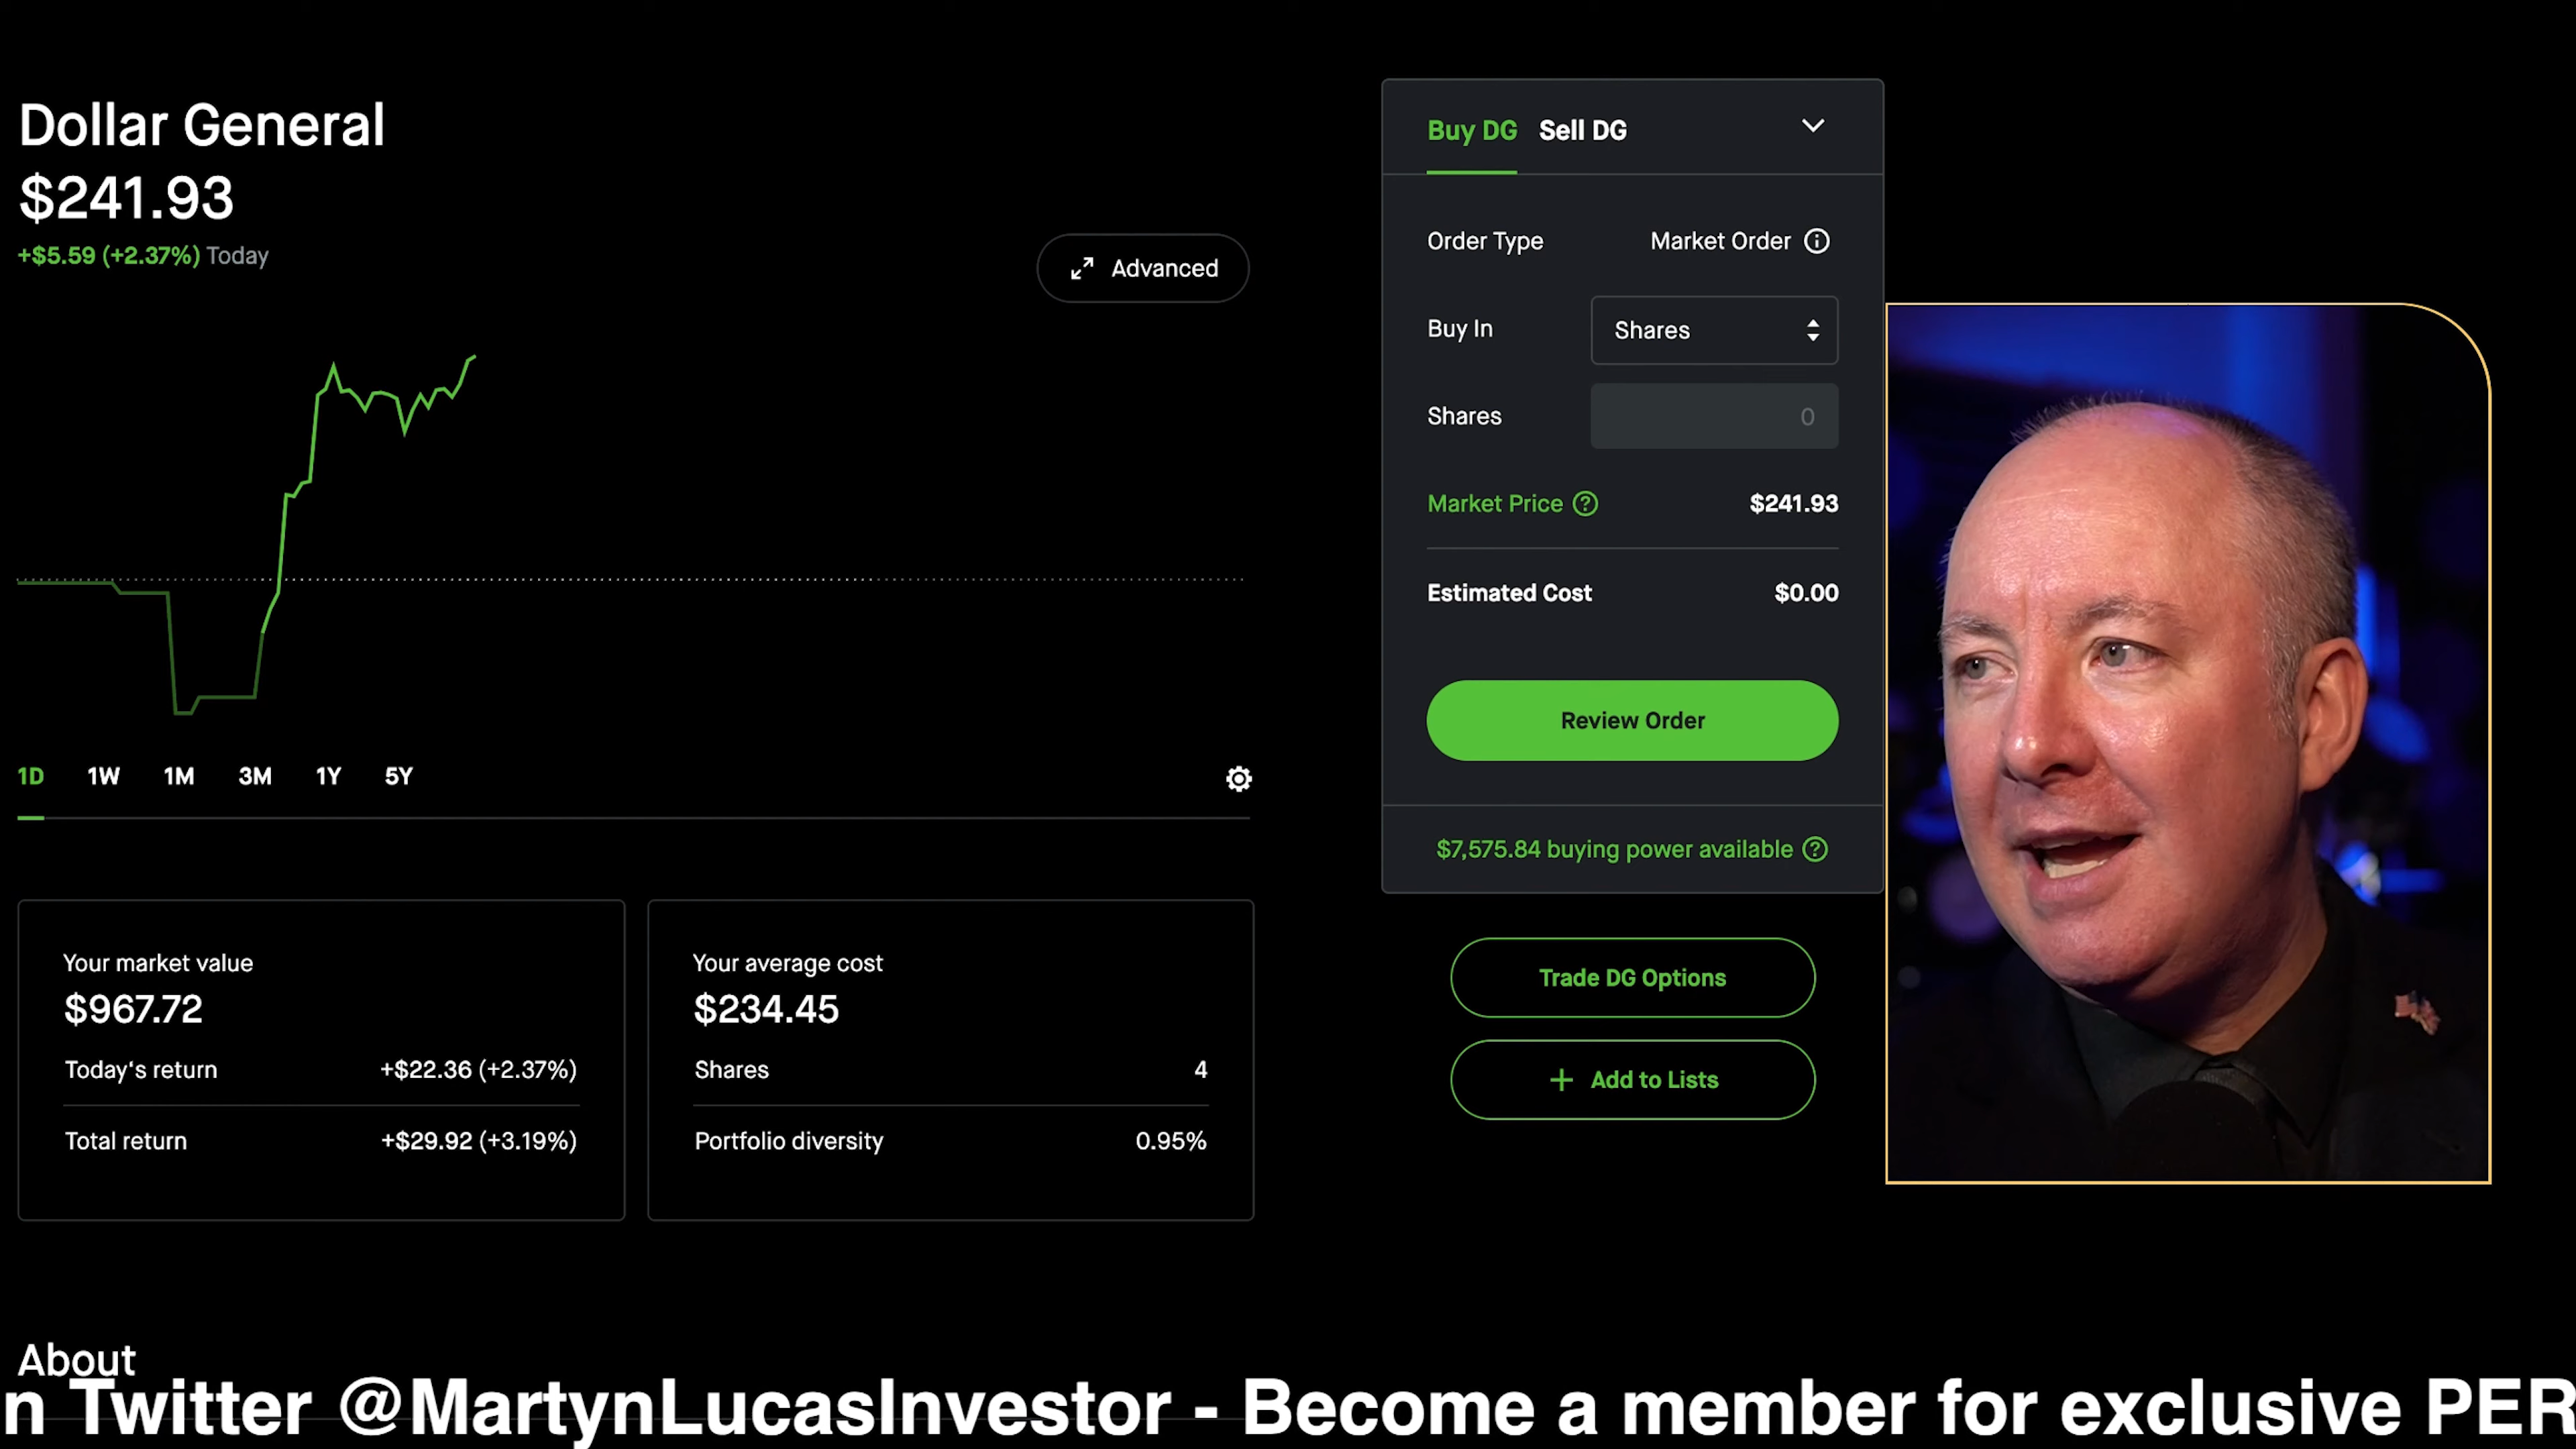 Dollar General
$241.93
+$5.59 (+2.37%) Today
Advanced
1D 1W 1M 3M 1Y 5Y
Your market value
$967.72
Today's return +$22.36 (+2.37%)
Total return +$29.92 (+3.19%)
Your average cost
$234.45
Shares 4
Portfolio diversity 0.95%
Buy DG Sell DG
Order Type Market Order
Buy In Shares
Shares 0
Market Price $241.93
Estimated Cost $0.00
Review Order
$7,575.84 buying power available
Trade DG Options
+ Add to Lists
About
n Twitter @MartynLucasInvestor - Become a member for exclusive PER